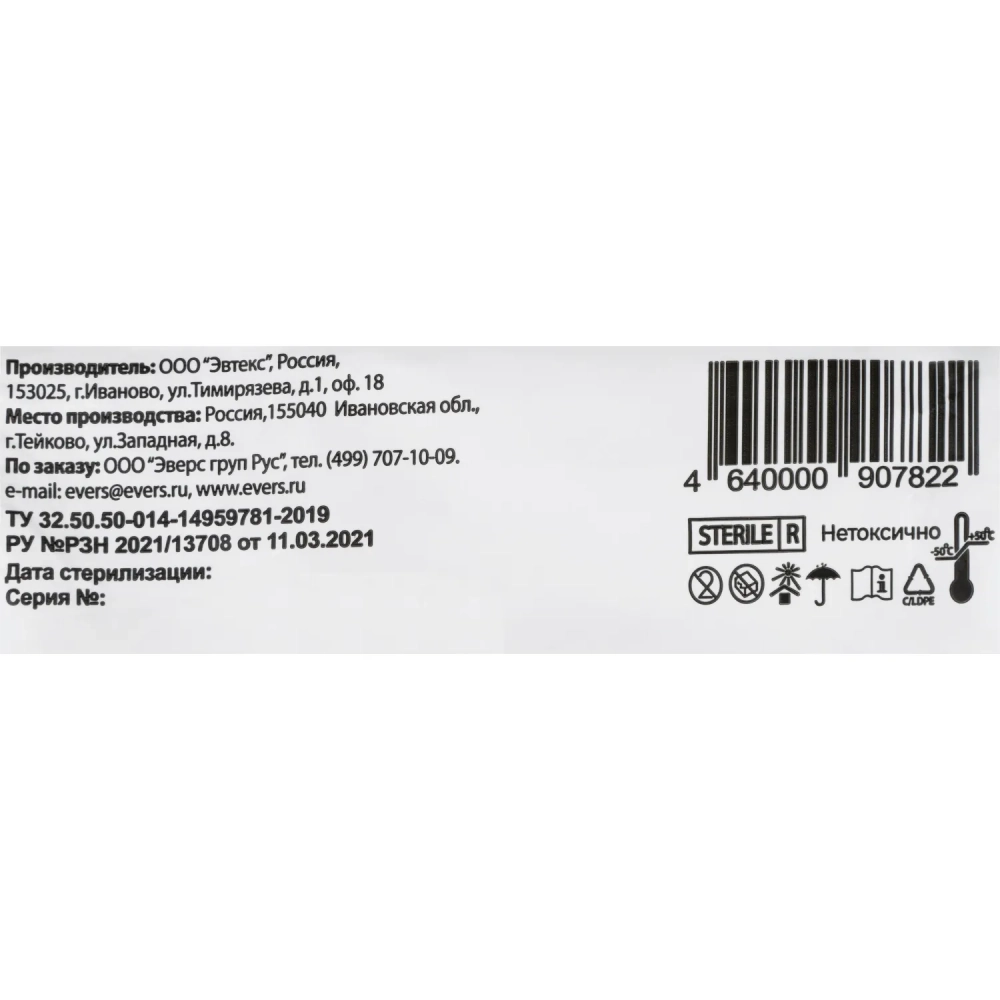 Производитель: ООО "Эвтекс", Россия,
153025, г.Иваново, ул.Тимирязева, д.1, оф. 18
Место производства: Россия,155040 Ивановская обл.,
г.Тейково, ул.Западная, д.8.
По заказу: ООО "Эверс груп Рус", тел. (499) 707-10-09.
e-mail: evers@evers.ru, www.evers.ru
ТУ 32.50.50-014-14959781-2019
РУ №РЗН 2021/13708 от 11.03.2021
Дата стерилизации:
Серия №:
4 640000 907822
STERILE R Нетоксично
-50°C +50°C
2
i
C/LDPE